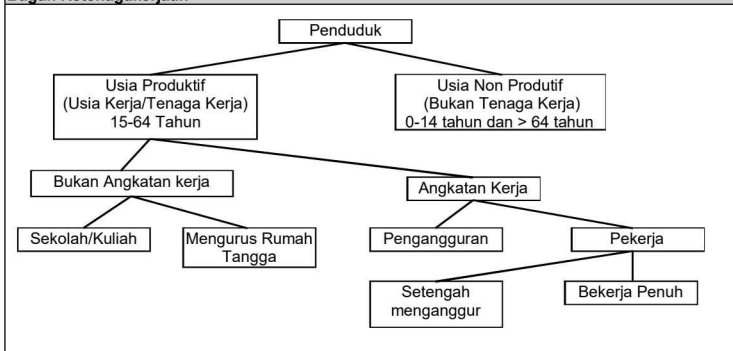 Bagan Ketenagakerjaan
Penduduk
Usia Produktif
(Usia Kerja/Tenaga Kerja)
15-64 Tahun
Usia Non Produtif
(Bukan Tenaga Kerja)
0-14 tahun dan > 64 tahun
Bukan Angkatan kerja
Angkatan Kerja
Sekolah/Kuliah
Mengurus Rumah
Tangga
Pengangguran
Pekerja
Setengah
menganggur
Bekerja Penuh